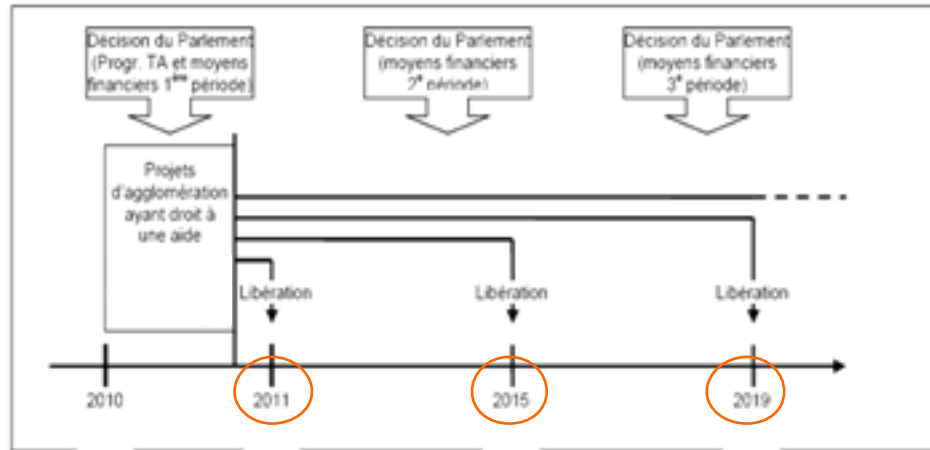 Décision du Parlement
(Progr. TA et moyens
financiers 1ère période)
Décision du Parlement
(moyens financiers
2e période)
Décision du Parlement
(moyens financiers
3e période)
Projets
d'agglomération
ayant droit à
une aide
Libération
Libération
Libération
2010
2011
2015
2019